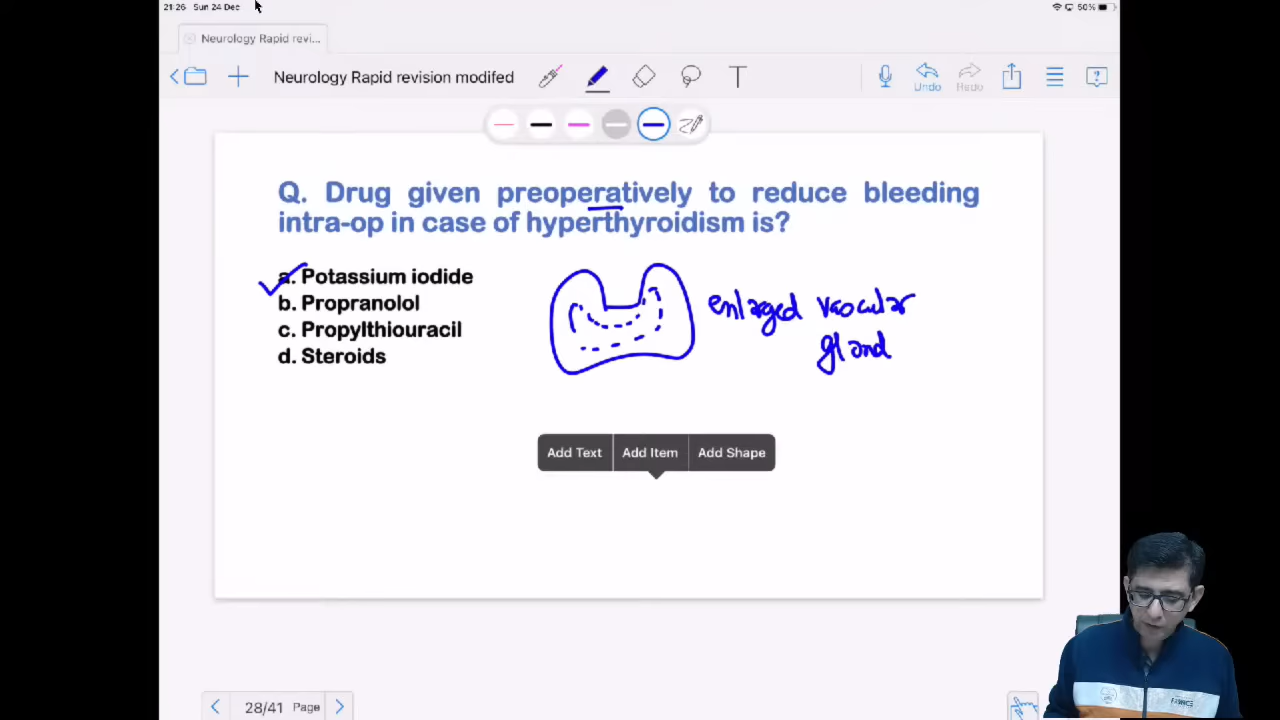 21:26 Sun 24 Dec
50%
Neurology Rapid revi...
Neurology Rapid revision modifed
T
Undo
Redo
Q. Drug given preoperatively to reduce bleeding
intra-op in case of hyperthyroidism is?
a. Potassium iodide
b. Propranolol
c. Propylthiouracil
d. Steroids
enlarged vascular
gland
Add Text
Add Item
Add Shape
28/41 Page